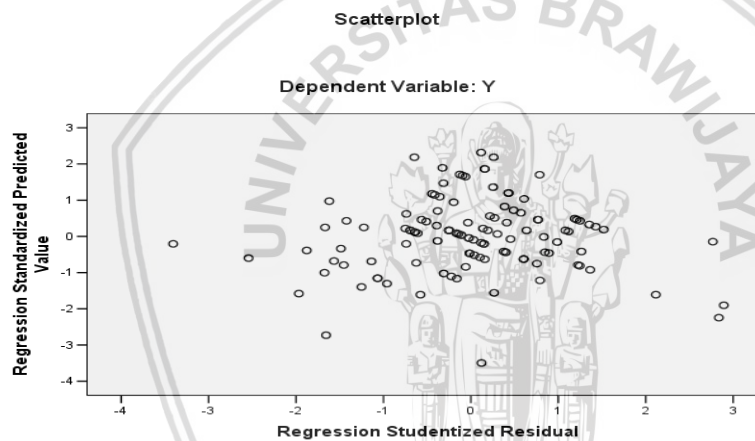 Scatterplot
UNIVERSITAS BRAWIJAYA
Dependent Variable: Y
Regression Standardized Predicted
Value
3
2
1
0
-1
-2
-3
-4
-4 -3 -2 -1 0 1 2 3
Regression Studentized Residual